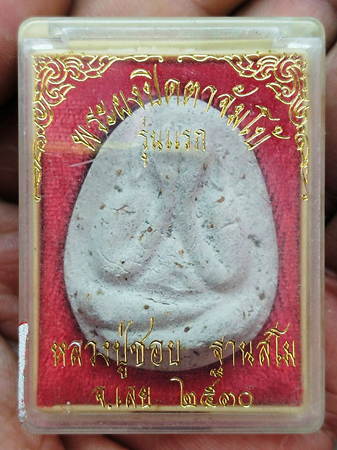 พระผงปิดตาจัมโบ้
รุ่นแรก
หลวงปู่ชอบ ฐานสโม
จ.เลย ๒๕๓๐